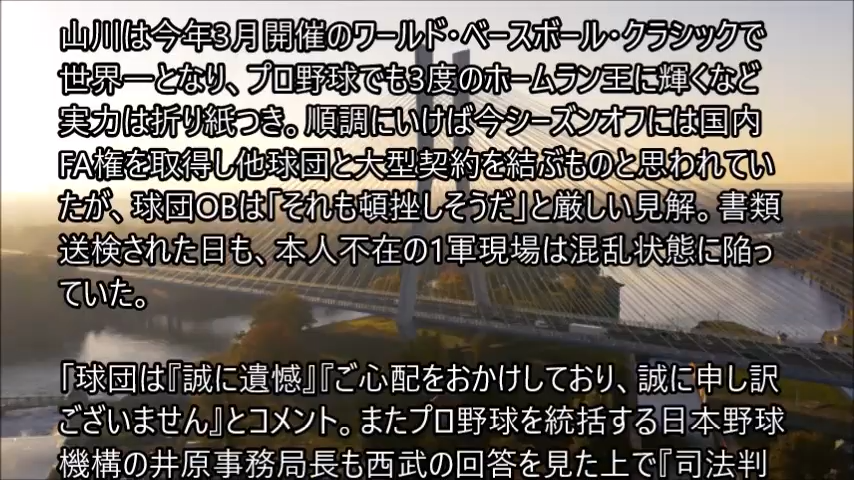 山川は今年3月開催のワールド・ベースボール・クラシックで
世界一となり、プロ野球でも3度のホームラン王に輝くなど
実力は折り紙つき。順調にいけば今シーズンオフには国内
FA権を取得し他球団と大型契約を結ぶものと思われてい
たが、球団OBは「それも頓挫しそうだ」と厳しい見解。書類
送検された日も、本人不在の1軍現場は混乱状態に陥っ
ていた。
「球団は『誠に遺憾』『ご心配をおかけしており、誠に申し訳
ございません』とコメント。またプロ野球を統括する日本野球
機構の井原事務局長も西武の回答を見た上で『司法判